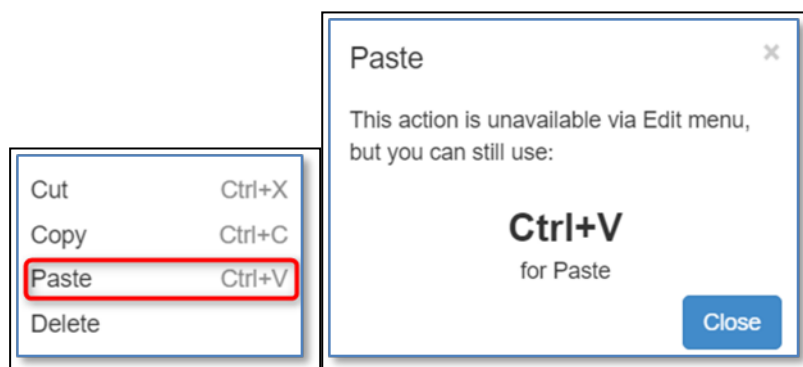 Cut Ctrl+X
Copy Ctrl+C
Paste Ctrl+V
Delete
Paste ×
This action is unavailable via Edit menu,
but you can still use:
Ctrl+V
for Paste
Close